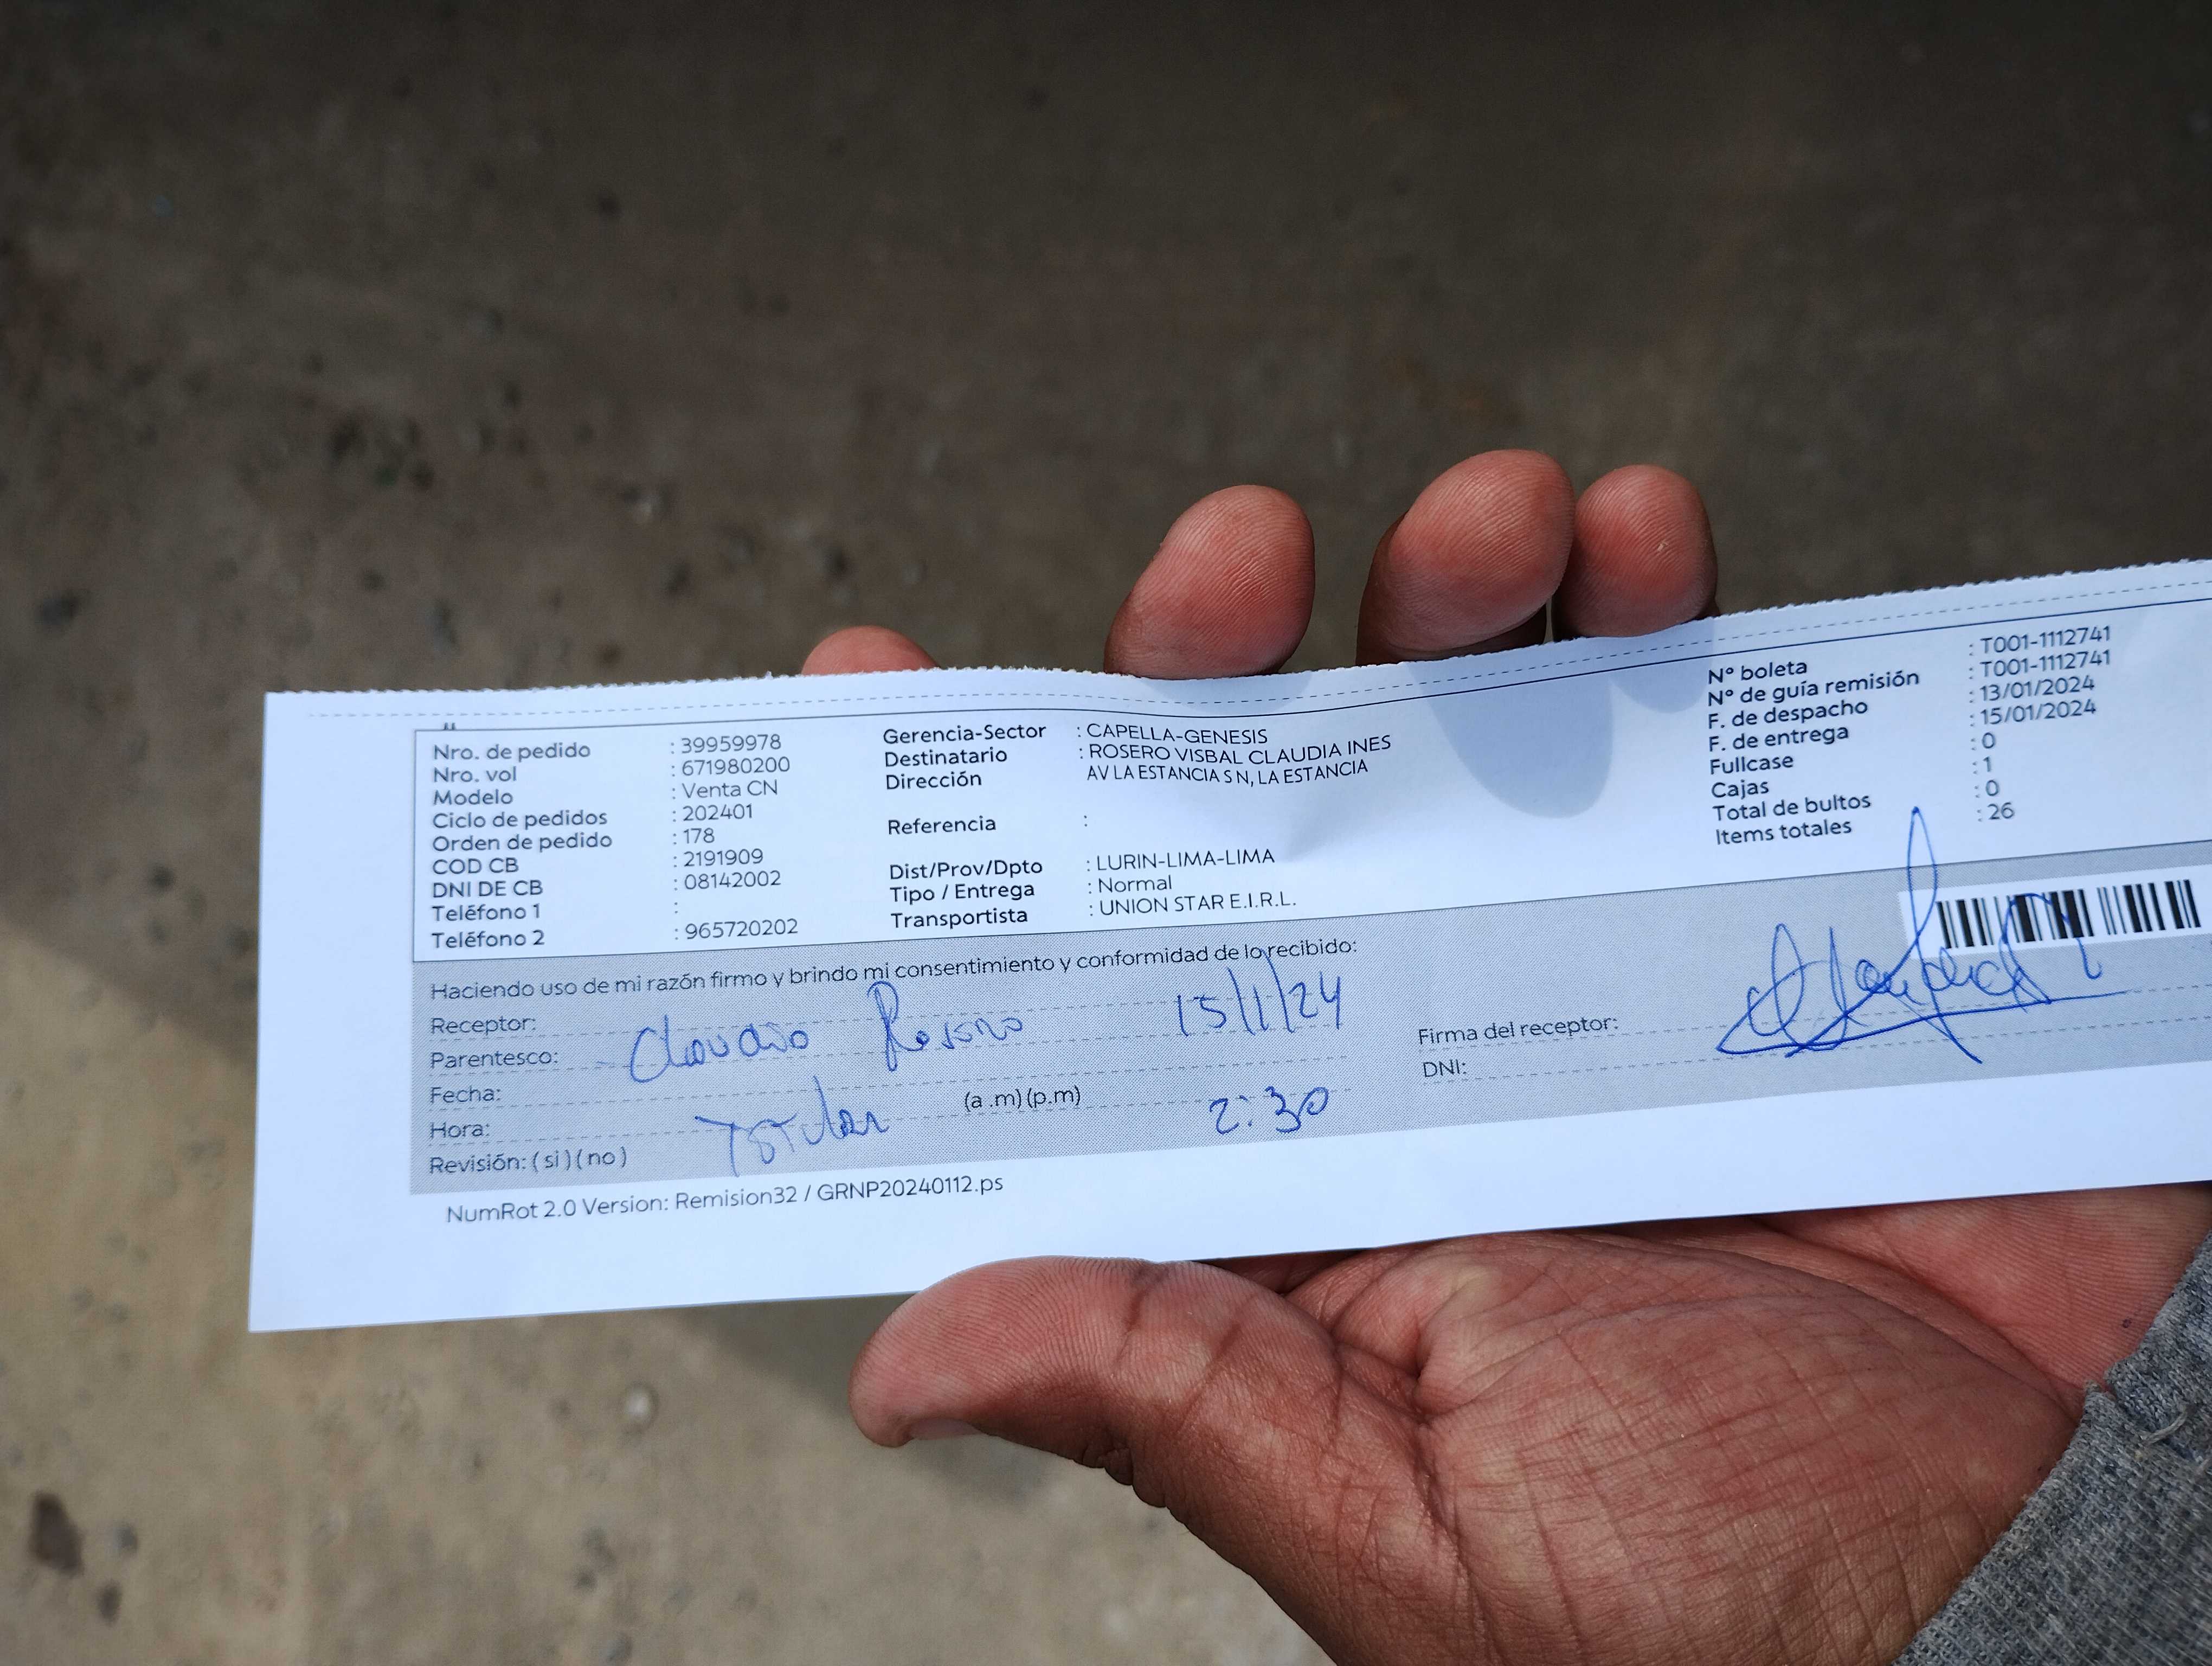 Nro. de pedido : 39959978
Nro. vol : 671980200
Modelo : Venta CN
Ciclo de pedidos : 202401
Orden de pedido : 178
COD CB : 2191909
DNI DE CB : 08142002
Teléfono 1 :
Teléfono 2 : 965720202
Gerencia-Sector : CAPELLA-GENESIS
Destinatario : ROSERO VISBAL CLAUDIA INES
Dirección AV LA ESTANCIA S N, LA ESTANCIA
Referencia :
Dist/Prov/Dpto : LURIN-LIMA-LIMA
Tipo / Entrega : Normal
Transportista : UNION STAR E.I.R.L.
Nº boleta : T001-1112741
Nº de guía remisión : T001-1112741
F. de despacho : 13/01/2024
F. de entrega : 15/01/2024
Fullcase : 0
Cajas : 1
Total de bultos : 0
Items totales : 26
Haciendo uso de mi razón firmo y brindo mi consentimiento y conformidad de lo recibido:
Receptor:
Parentesco: Claudia Rosero 15/1/24
Fecha:
Hora: Titular (a .m) (p.m) 2:30
Revisión: ( si ) ( no )
Firma del receptor:
DNI:
NumRot 2.0 Version: Remision32 / GRNP20240112.ps